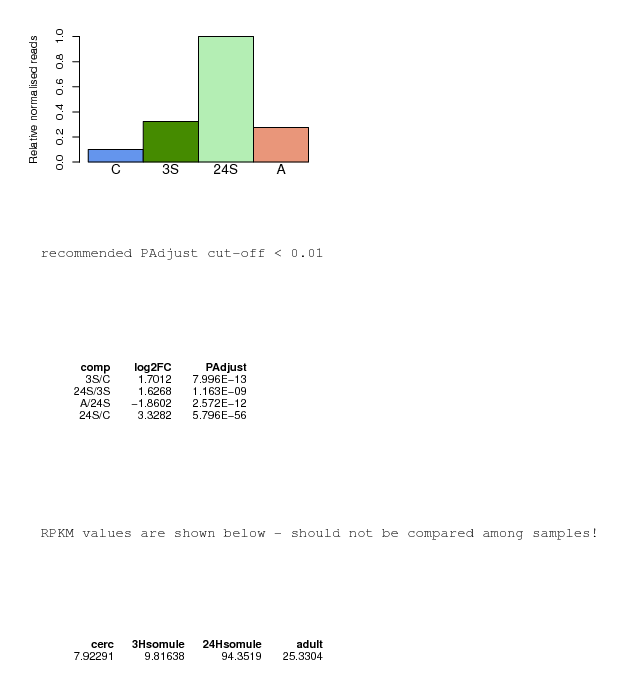 Relative normalised reads
1.0
0.8
0.6
0.4
0.2
0.0
C 3S 24S A
recommended PAdjust cut-off < 0.01
comp log2FC PAdjust
3S/C 1.7012 7.996E−13
24S/3S 1.6268 1.163E−09
A/24S −1.8602 2.572E−12
24S/C 3.3282 5.796E−56
RPKM values are shown below - should not be compared among samples!
cerc 3Hsomule 24Hsomule adult
7.92291 9.81638 94.3519 25.3304